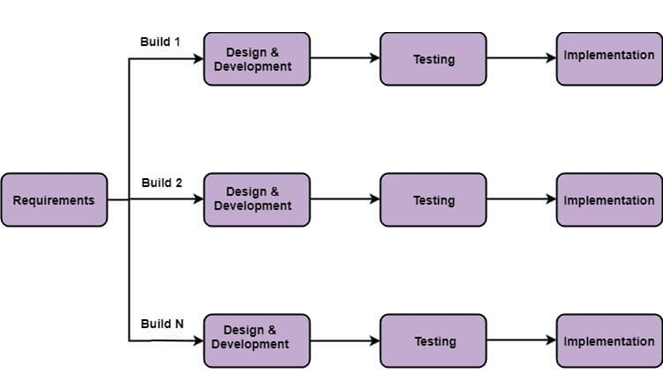 Build 1
Design &
Development
Testing
Implementation
Requirements
Build 2
Design &
Development
Testing
Implementation
Build N
Design &
Development
Testing
Implementation